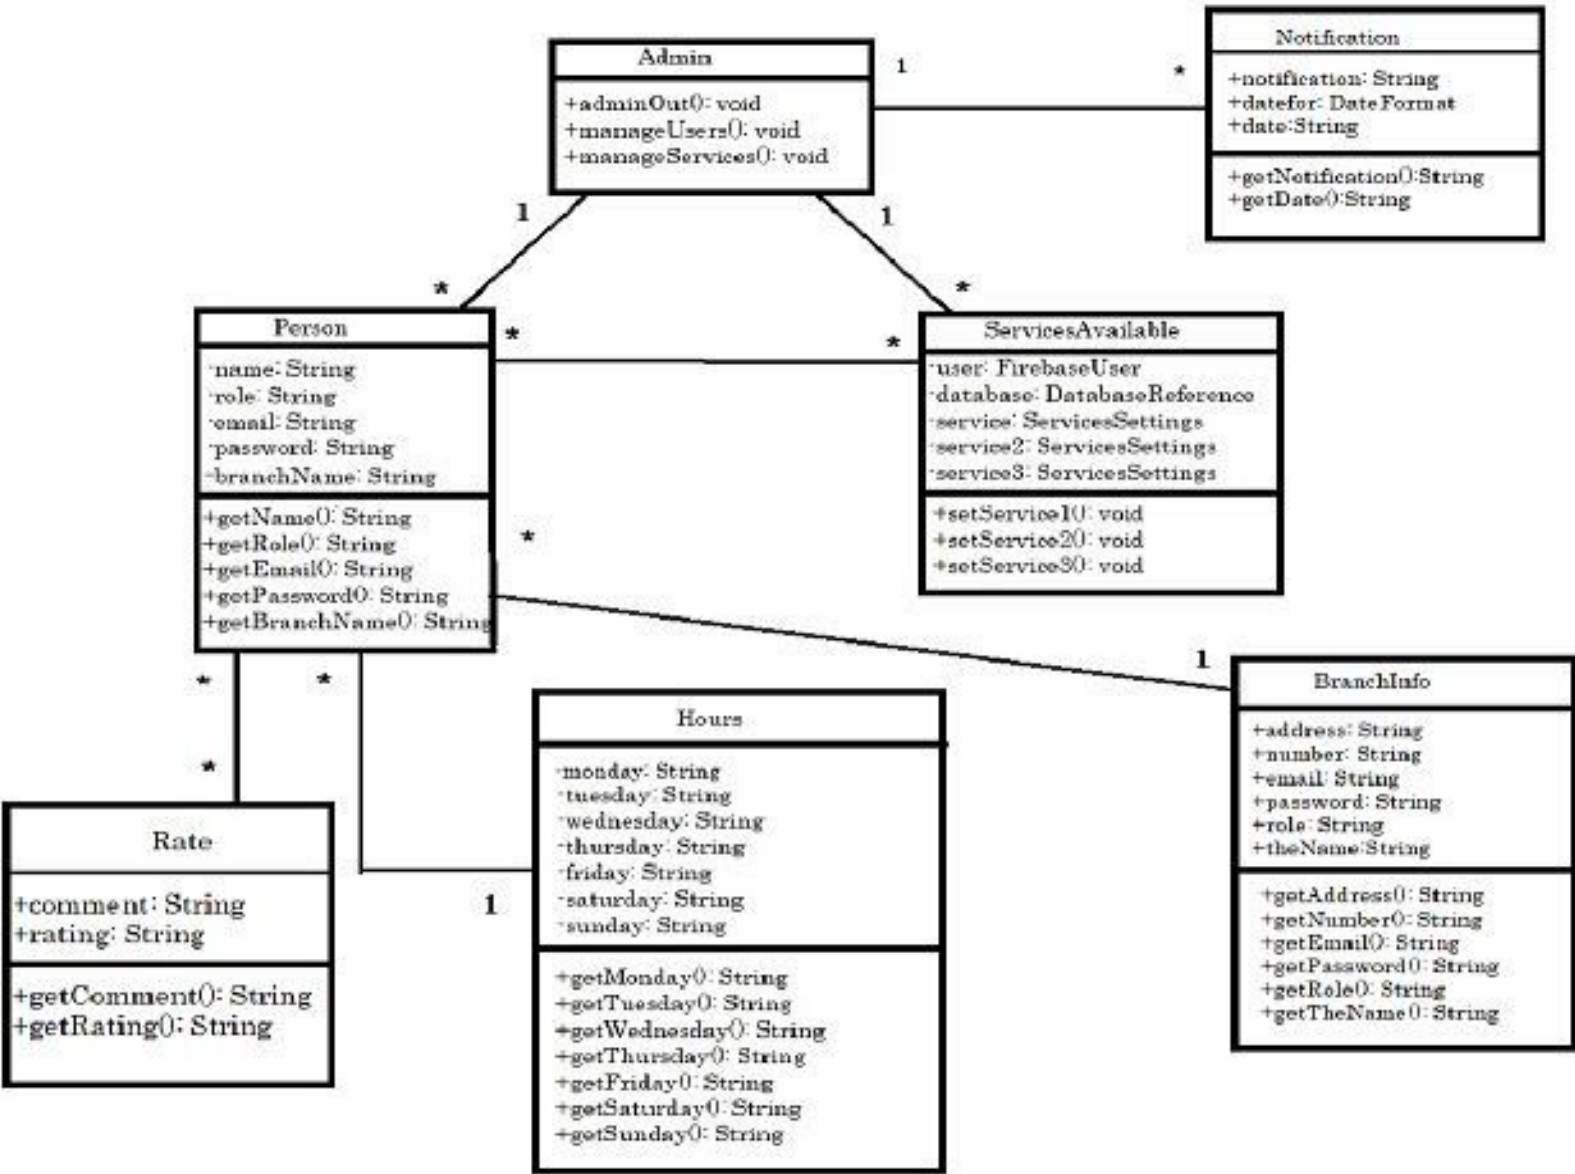 Admin
+adminOut(): void
+manageUsers(): void
+manageServices(): void
1
*
Notification
+notification: String
+datefor: DateFormat
+date:String
+getNotification():String
+getDate():String
1
*
1
*
Person
-name: String
-role: String
-email: String
-password: String
-branchName: String
+getName(): String
+getRole(): String
+getEmail(): String
+getPassword(): String
+getBranchName(): String
*
*
ServicesAvailable
-user: FirebaseUser
-database: DatabaseReference
-service: ServicesSettings
-service2: ServicesSettings
-service3: ServicesSettings
+setService1(): void
+setService2(): void
+setService3(): void
*
1
BranchInfo
+address: String
+number: String
+email: String
+password: String
+role: String
+theName:String
+getAddress(): String
+getNumber(): String
+getEmail(): String
+getPassword(): String
+getRole(): String
+getTheName(): String
*
*
*
1
Hours
-monday: String
-tuesday: String
-wednesday: String
-thursday: String
-friday: String
-saturday: String
-sunday: String
+getMonday(): String
+getTuesday(): String
+getWednesday(): String
+getThursday(): String
+getFriday(): String
+getSaturday(): String
+getSunday(): String
Rate
+comment: String
+rating: String
+getComment(): String
+getRating(): String